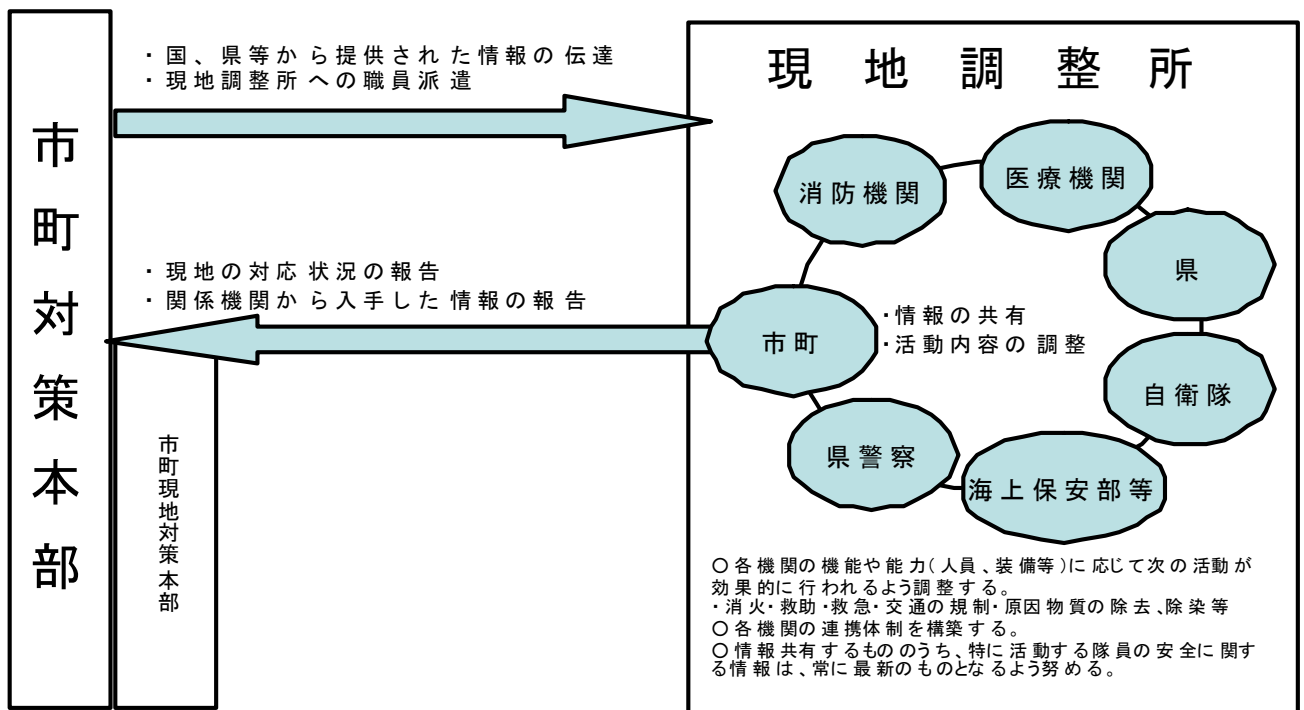 市町対策本部
・国、県等から提供された情報の伝達
・現地調整所への職員派遣
・現地の対応状況の報告
・関係機関から入手した情報の報告
市町現地対策本部
現地調整所
消防機関
医療機関
県
市町
・情報の共有
・活動内容の調整
自衛隊
県警察
海上保安部等
○各機関の機能や能力(人員、装備等)に応じて次の活動が
効果的に行われるよう調整する。
・消火・救助・救急・交通の規制・原因物質の除去、除染等
○各機関の連携体制を構築する。
○情報共有するもののうち、特に活動する隊員の安全に関す
る情報は、常に最新のものとなるよう努める。